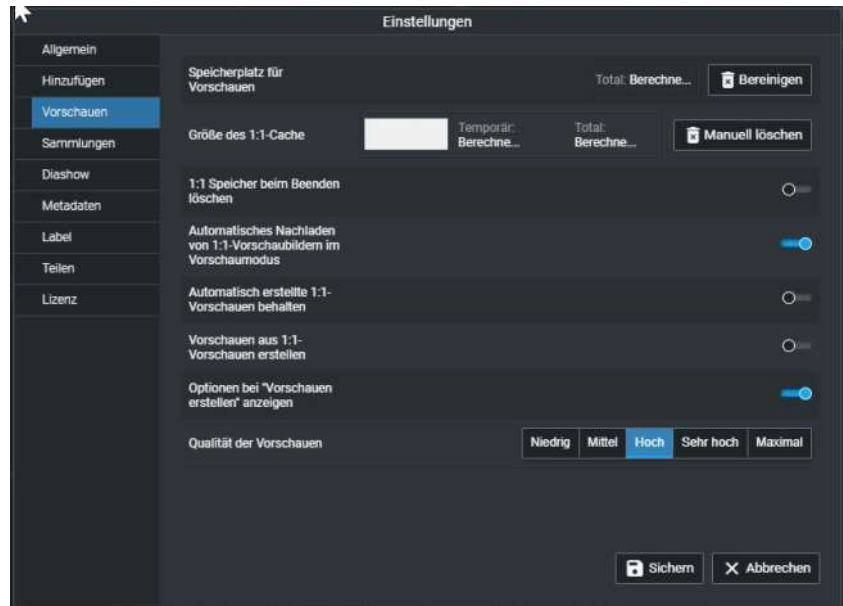 Einstellungen
Allgemein
Hinzufügen
Vorschauen
Sammlungen
Diashow
Metadaten
Label
Teilen
Lizenz
Speicherplatz für
Vorschauen
Total: Berechne...
Bereinigen
Größe des 1:1-Cache
Temporär:
Berechne...
Total:
Berechne...
Manuell löschen
1:1 Speicher beim Beenden
löschen
Automatisches Nachladen
von 1:1-Vorschaubildern im
Vorschaumodus
Automatisch erstellte 1:1-
Vorschauen behalten
Vorschauen aus 1:1-
Vorschauen erstellen
Optionen bei "Vorschauen
erstellen" anzeigen
Qualität der Vorschauen
Niedrig Mittel Hoch Sehr hoch Maximal
Sichern Abbrechen